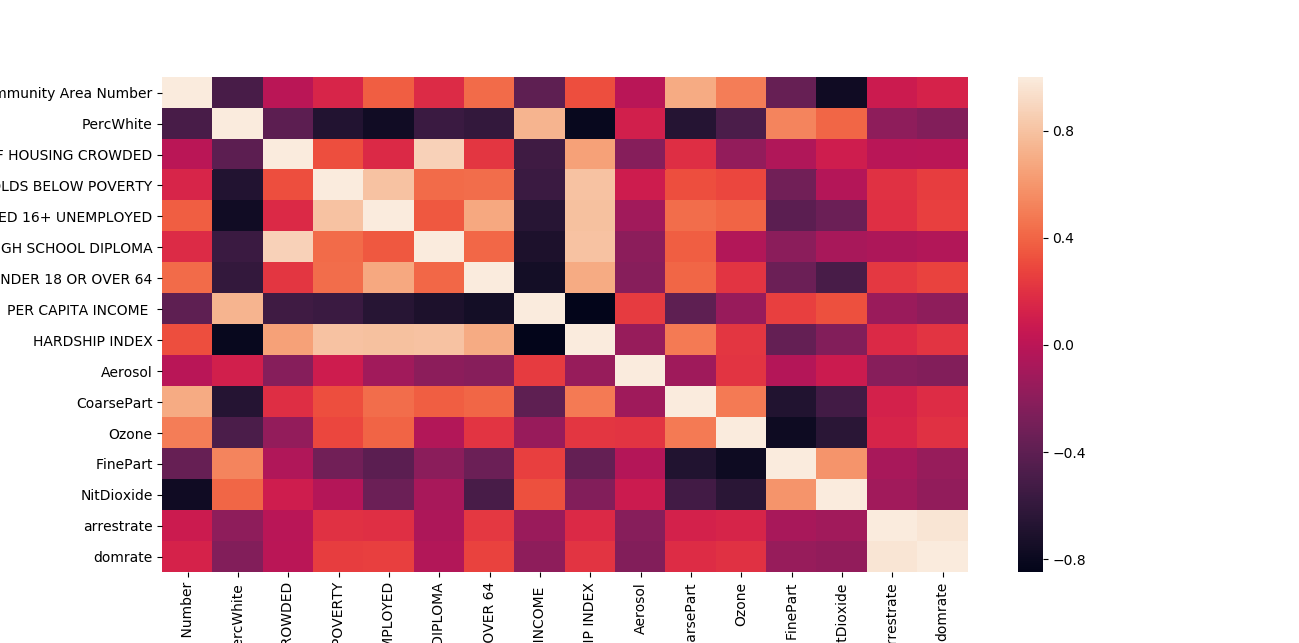 mmunity Area Number
PercWhite
F HOUSING CROWDED
OLDS BELOW POVERTY
ED 16+ UNEMPLOYED
GH SCHOOL DIPLOMA
NDER 18 OR OVER 64
PER CAPITA INCOME
HARDSHIP INDEX
Aerosol
CoarsePart
Ozone
FinePart
NitDioxide
arrestrate
domrate
Number
ercWhite
ROWDED
POVERTY
MPLOYED
DIPLOMA
OVER 64
INCOME
IP INDEX
Aerosol
arsePart
Ozone
FinePart
tDioxide
rrestrate
domrate
0.8
0.4
0.0
−0.4
−0.8